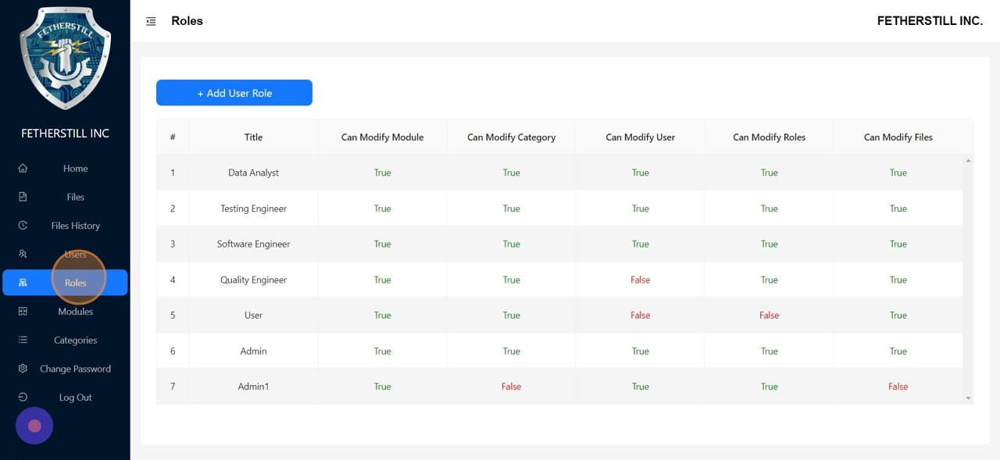 FETHERSTILL
FETHERSTILL INC
Home
Files
Files History
Users
Roles
Modules
Categories
Change Password
Log Out
Roles
FETHERSTILL INC.
+ Add User Role
# Title Can Modify Module Can Modify Category Can Modify User Can Modify Roles Can Modify Files
1 Data Analyst True True True True True
2 Testing Engineer True True True True True
3 Software Engineer True True True True True
4 Quality Engineer True True False True True
5 User True True False False True
6 Admin True True True True True
7 Admin1 True False True True False